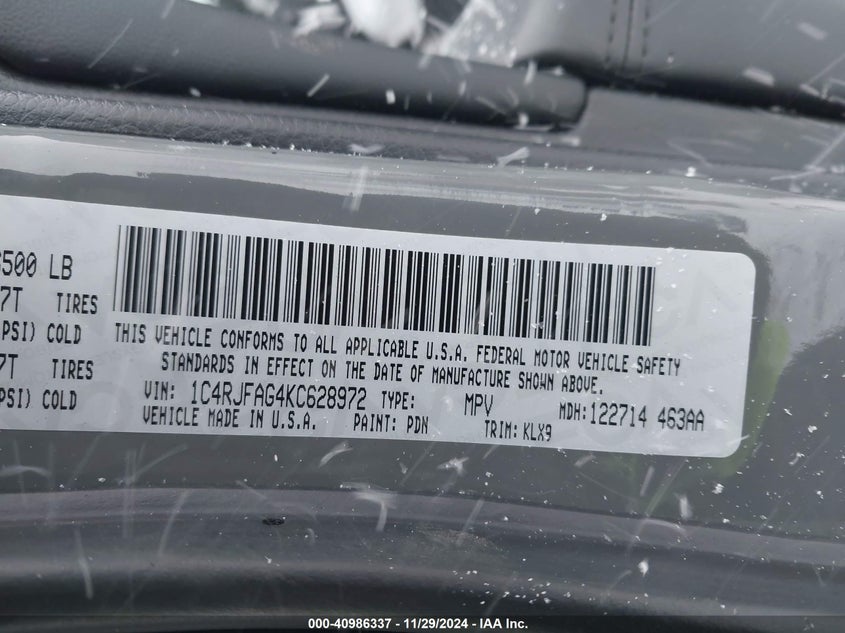 500 LB
7T TIRES
PSI) COLD
7T TIRES
PSI) COLD
THIS VEHICLE CONFORMS TO ALL APPLICABLE U.S.A. FEDERAL MOTOR VEHICLE SAFETY
STANDARDS IN EFFECT ON THE DATE OF MANUFACTURE SHOWN ABOVE.
VIN: 1C4RJFAG4KC628972 TYPE: MPV MDH:122714 463AA
VEHICLE MADE IN U.S.A. PAINT: PDN TRIM: KLX9
000-40986337 - 11/29/2024 - IAA Inc.